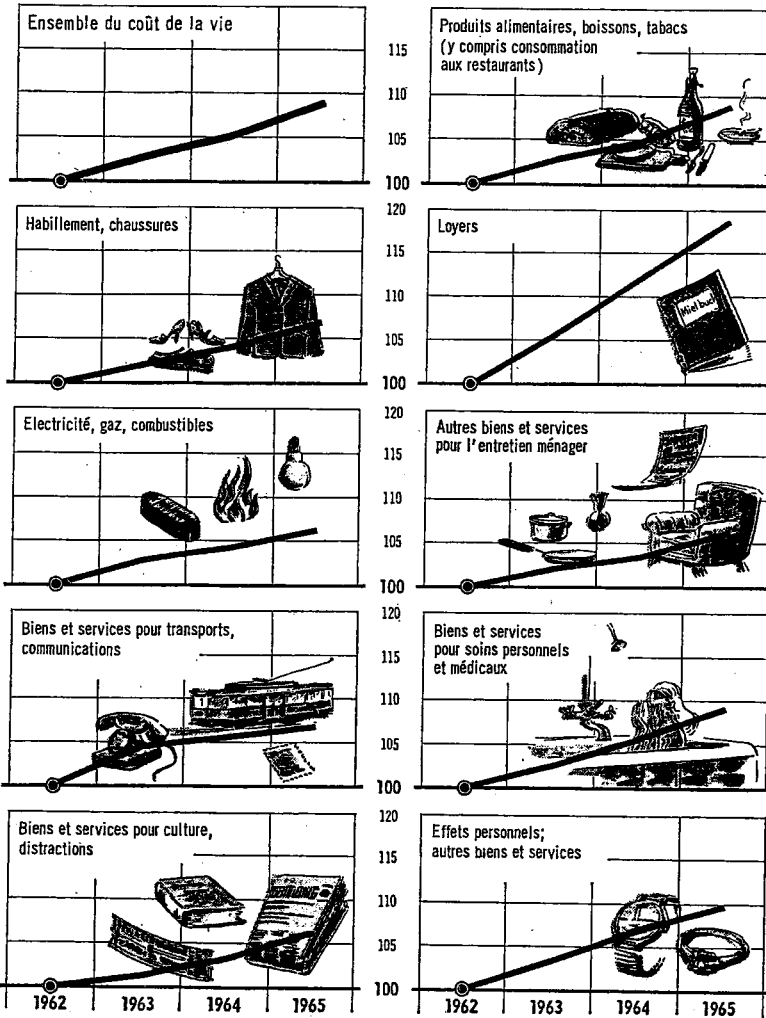 Ensemble du coût de la vie
115
110
105
100
Produits alimentaires, boissons, tabacs
(y compris consommation
aux restaurants)
Habillement, chaussures
120
115
110
105
100
Loyers
Electricité, gaz, combustibles
120
115
110
105
100
Autres biens et services
pour l'entretien ménager
Biens et services pour transports,
communications
1
120
115
110
105
100
Biens et services
pour soins personnels
et médicaux
Biens et services pour culture,
distractions
120
115
110
105
100
Effets personnels;
autres biens et services
1962 1963 1964 1965
1962 1963 1964 1965